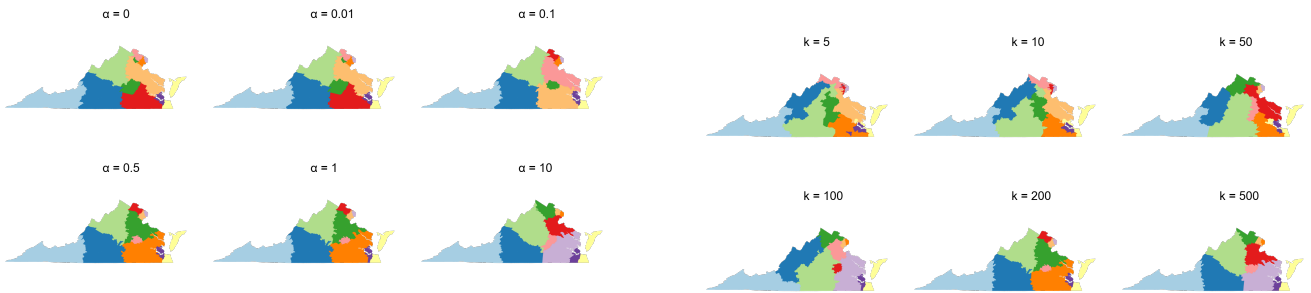 α = 0
α = 0.01
α = 0.1
α = 0.5
α = 1
α = 10
k = 5
k = 10
k = 50
k = 100
k = 200
k = 500